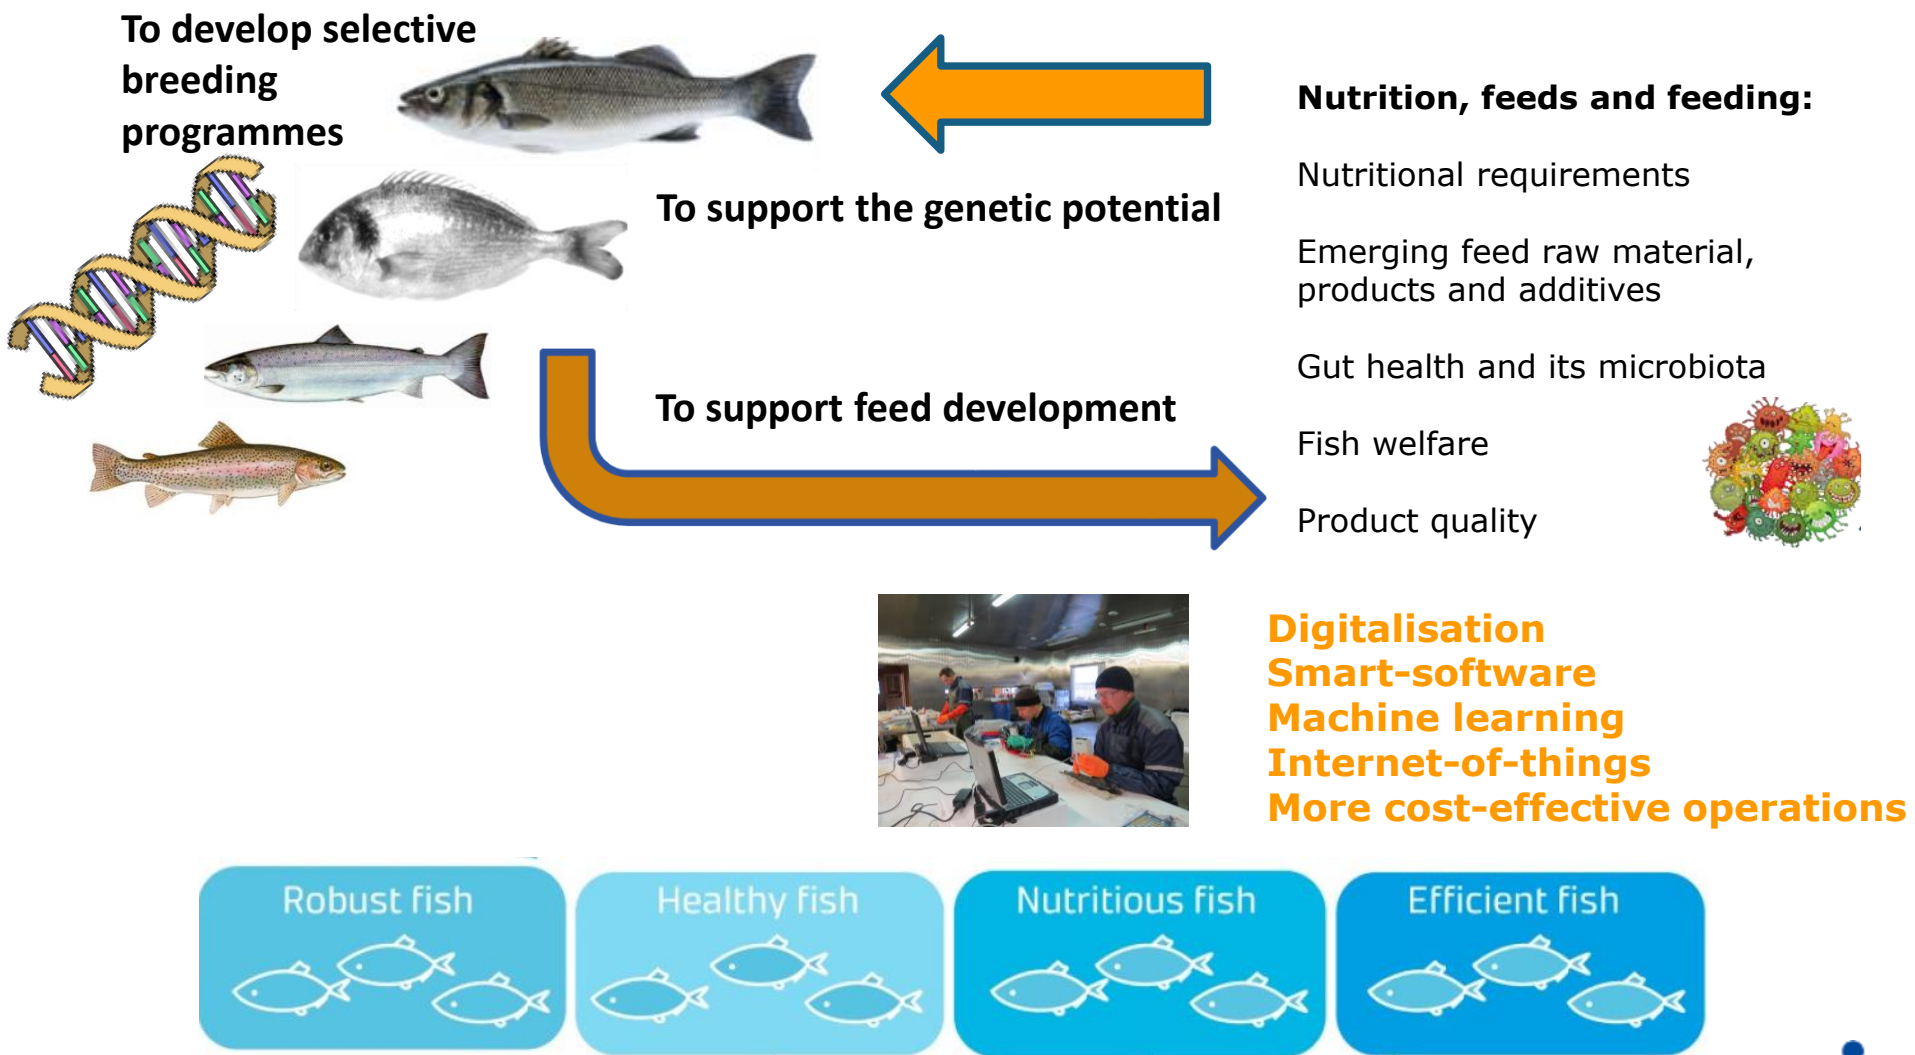 To develop selective
breeding
programmes
To support the genetic potential
To support feed development
Nutrition, feeds and feeding:
Nutritional requirements
Emerging feed raw material,
products and additives
Gut health and its microbiota
Fish welfare
Product quality
Digitalisation
Smart-software
Machine learning
Internet-of-things
More cost-effective operations
Robust fish
Healthy fish
Nutritious fish
Efficient fish